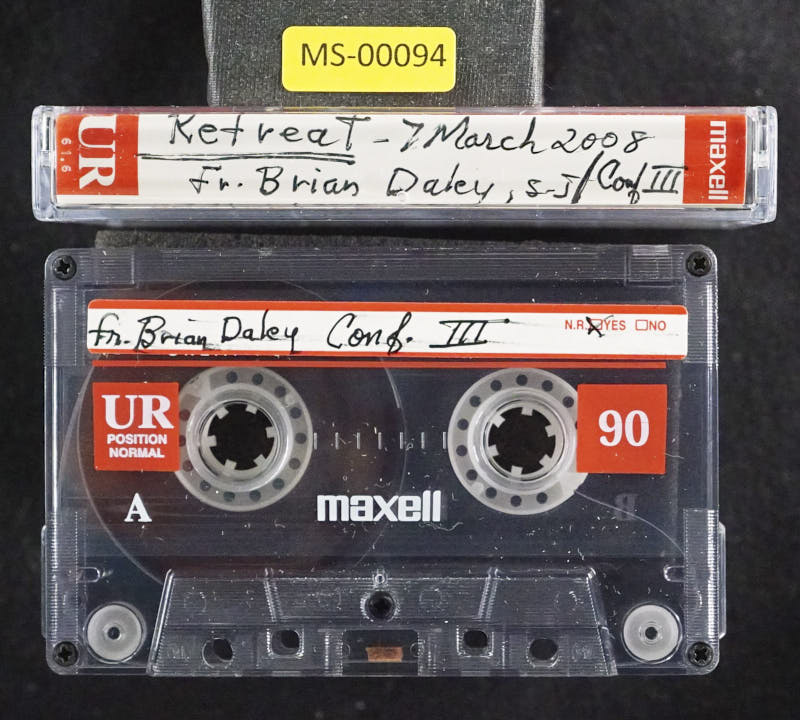 MS-00094
UR
61.6
Retreat - 7 March 2008
Fr. Brian Daley, S-J/Conf III
maxell
Fr. Brian Daley Conf. III
N.R. YES NO
UR
POSITION
NORMAL
90
A
maxell
B